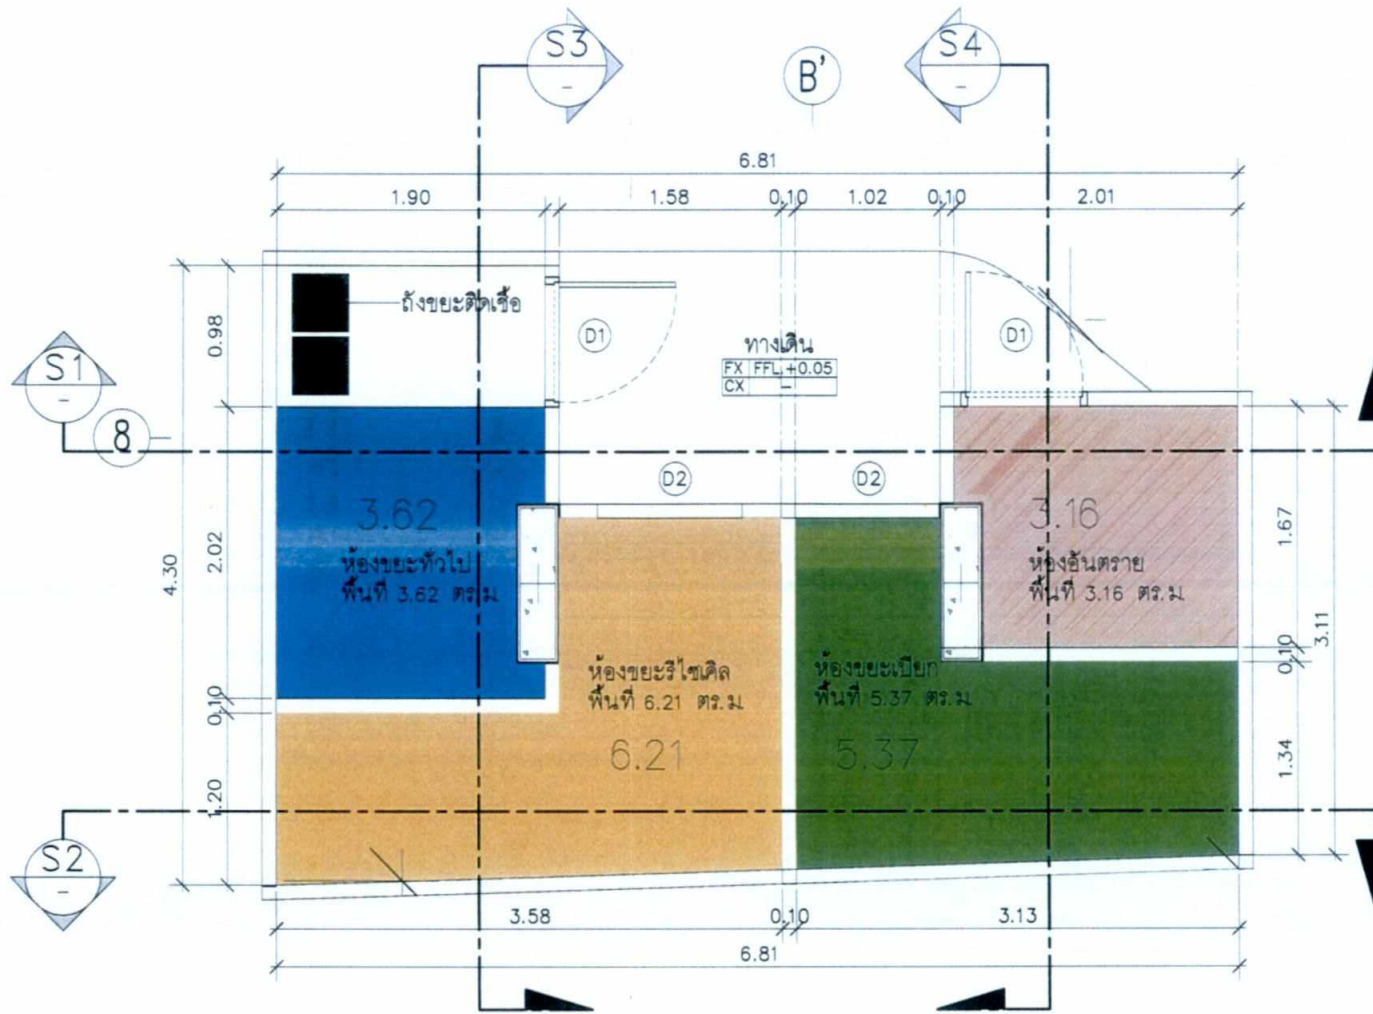 S3
-
B'
S4
-
6.81
1.90
1.58
0.10
1.02
0.10
2.01
ถังขยะติดเชื้อ
D1
ทางเดิน
FX FFL.+0.05
CX -
D1
S1
-
8
0.98
2.02
4.30
0.10
1.20
D2
D2
3.62
ห้องขยะทั่วไป
พื้นที่ 3.62 ตร.ม
3.16
ห้องอันตราย
พื้นที่ 3.16 ตร.ม
1.67
3.11
0.10
1.34
ห้องขยะรีไซเคิล
พื้นที่ 6.21 ตร.ม
6.21
ห้องขยะเปียก
พื้นที่ 5.37 ตร.ม
5.37
S2
-
3.58
0.10
3.13
6.81